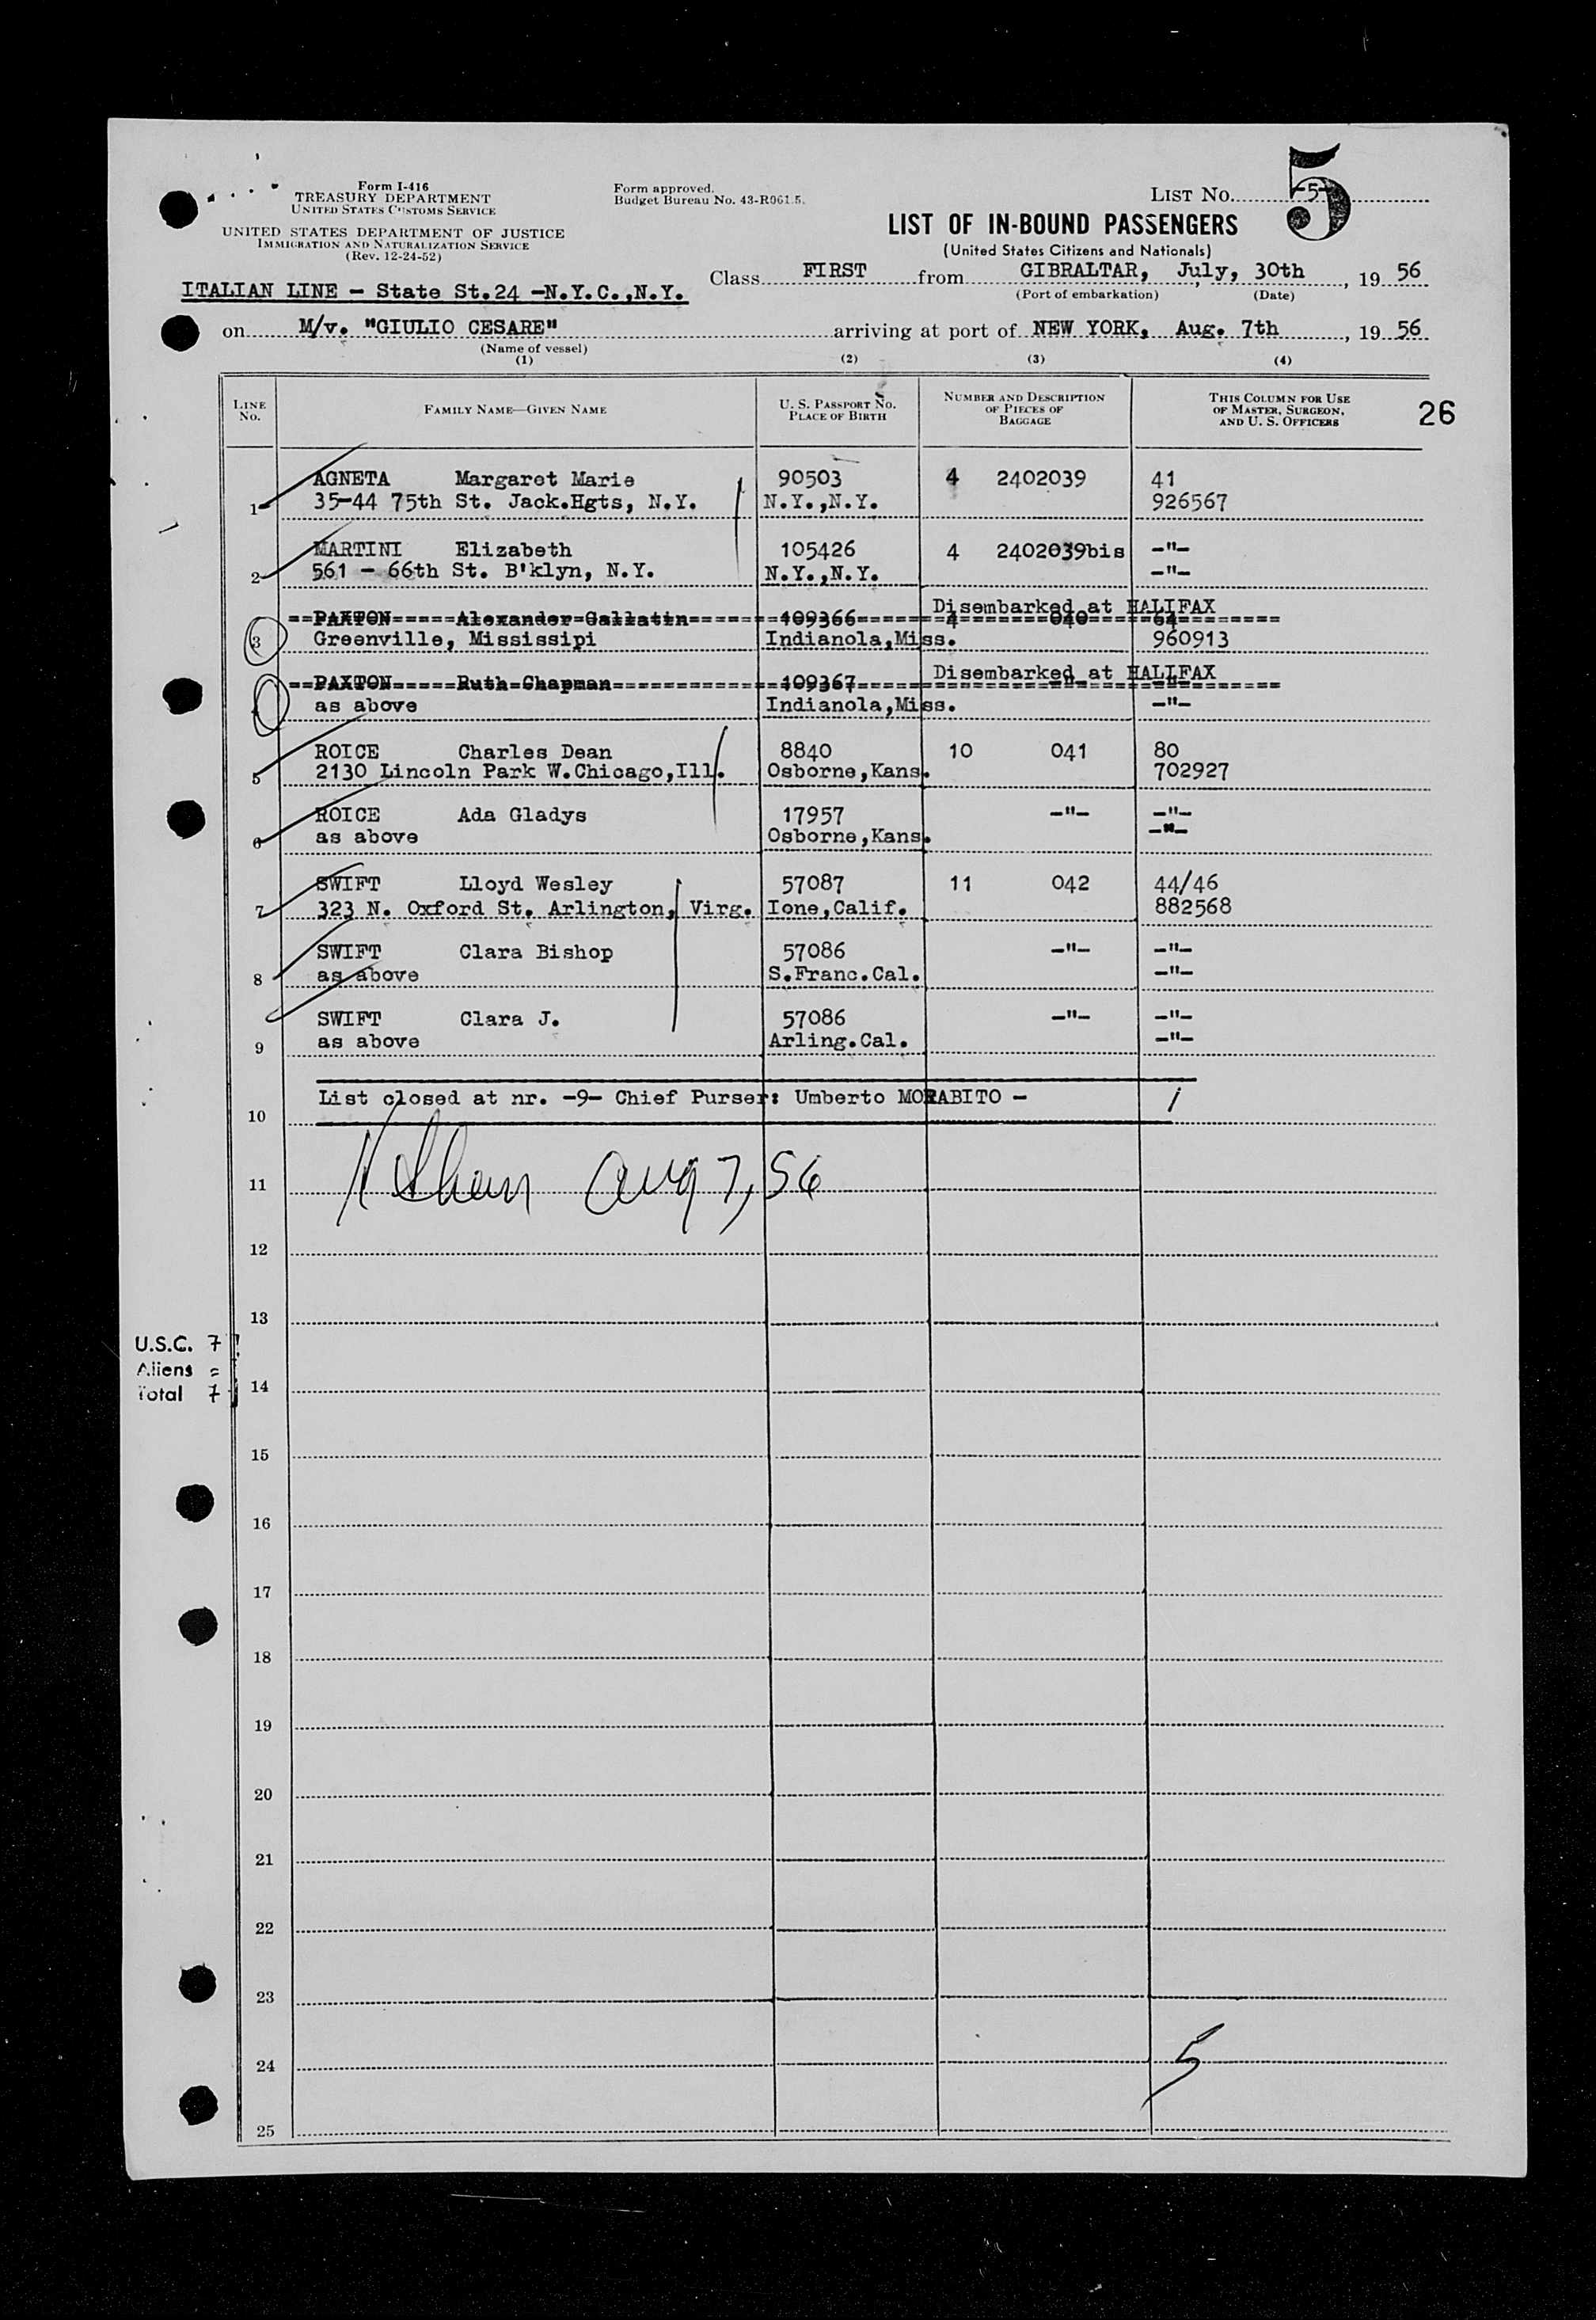 Form I-416
TREASURY DEPARTMENT
UNITED STATES CUSTOMS SERVICE
UNITED STATES DEPARTMENT OF JUSTICE
IMMIGRATION AND NATURALIZATION SERVICE
(Rev. 12-24-52)
Form approved.
Budget Bureau No. 43-R061.5.
LIST NO. -5-
5
LIST OF IN-BOUND PASSENGERS
(United States Citizens and Nationals)
ITALIAN LINE - State St.24 -N.Y.C.,N.Y.
Class FIRST from GIBRALTAR, July, 30th, 19 56
(Port of embarkation) (Date)
on M/v. "GIULIO CESARE" arriving at port of NEW YORK, Aug. 7th, 19 56
(Name of vessel)
(1) (2) (3) (4)
LINE NO. FAMILY NAME—GIVEN NAME U. S. PASSPORT NO. PLACE OF BIRTH NUMBER AND DESCRIPTION OF PIECES OF BAGGAGE THIS COLUMN FOR USE OF MASTER, SURGEON, AND U. S. OFFICERS
26
AGNETA Margaret Marie 90503 4 2402039 41
1 35-44 75th St. Jack.Hgts, N.Y. N.Y.,N.Y. 926567
MARTINI Elizabeth 105426 4 2402039bis -"-
2 561 - 66th St. B'klyn, N.Y. N.Y.,N.Y. -"-
Disembarked at HALIFAX
PAXTON Alexander Gallatin 109366 4 040 64
3 Greenville, Mississipi Indianola,Miss. 960913
Disembarked at HALIFAX
PAXTON Ruth Chapman 109367 -"- -"-
4 as above Indianola,Miss. -"-
ROICE Charles Dean 8840 10 041 80
5 2130 Lincoln Park W.Chicago,Ill. Osborne,Kans. 702927
ROICE Ada Gladys 17957 -"- -"-
6 as above Osborne,Kans. -"-
SWIFT Lloyd Wesley 57087 11 042 44/46
7 323 N. Oxford St. Arlington, Virg. Ione,Calif. 882568
SWIFT Clara Bishop 57086 -"- -"-
8 as above S.Franc.Cal. -"-
SWIFT Clara J. 57086 -"- -"-
9 as above Arling.Cal. -"-
10 List closed at nr. -9- Chief Purser: Umberto MORABITO -
11 Aug 7, 56
12
13
U.S.C. 7
Aliens =
Total 7
14
15
16
17
18
19
20
21
22
23
24 5
25